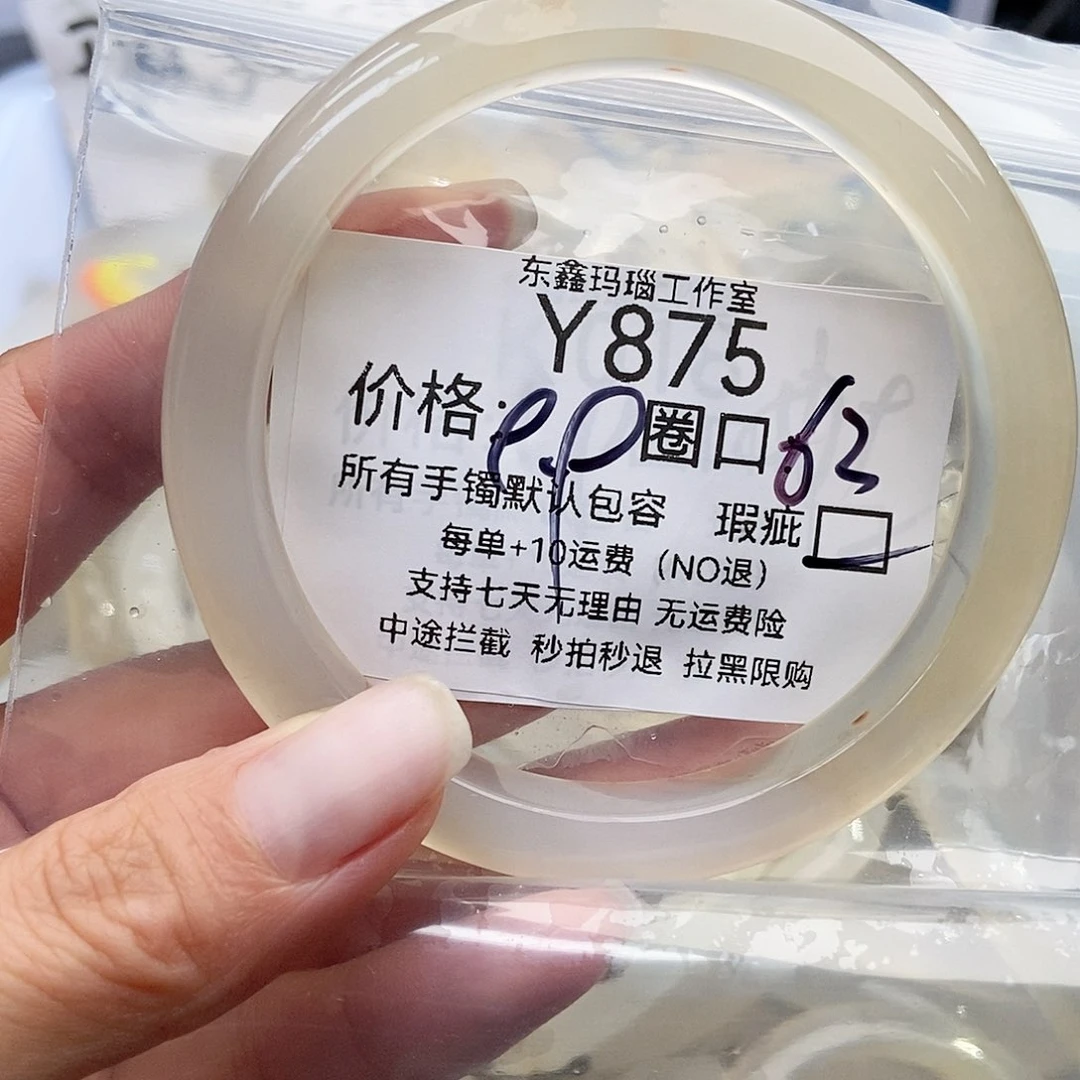 东鑫玛瑙工作室
Y875
价格: 圈口63
所有手镯默认包容 瑕疵
每单+10运费（NO退）
支持七天无理由 无运费险
中途拦截 秒拍秒退 拉黑限购